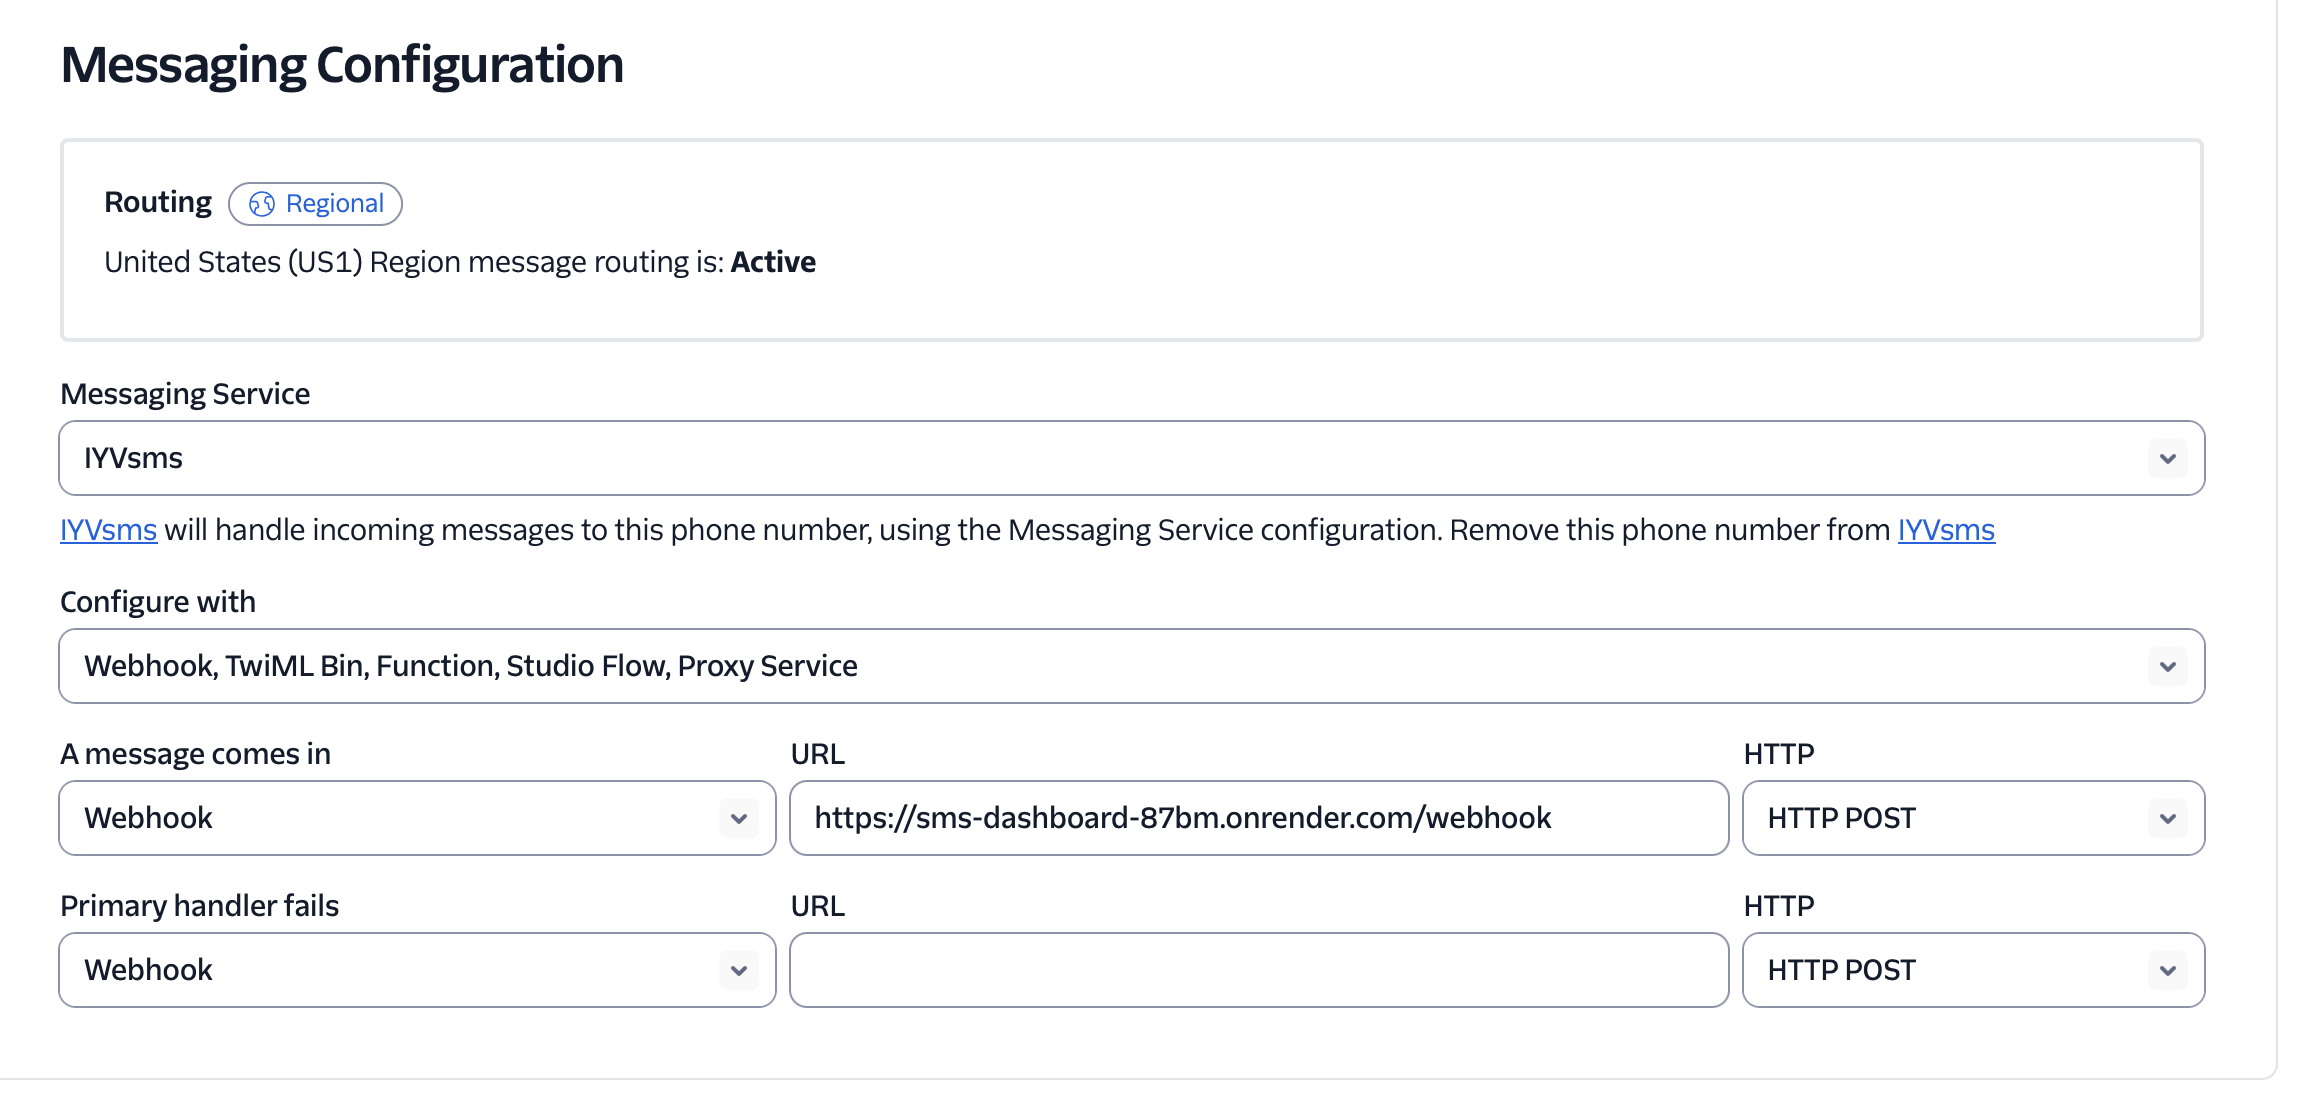 Messaging Configuration
Routing Regional
United States (US1) Region message routing is: Active
Messaging Service
IYVsms
IYVsms will handle incoming messages to this phone number, using the Messaging Service configuration. Remove this phone number from IYVsms
Configure with
Webhook, TwiML Bin, Function, Studio Flow, Proxy Service
A message comes in URL HTTP
Webhook https://sms-dashboard-87bm.onrender.com/webhook HTTP POST
Primary handler fails URL HTTP
Webhook HTTP POST